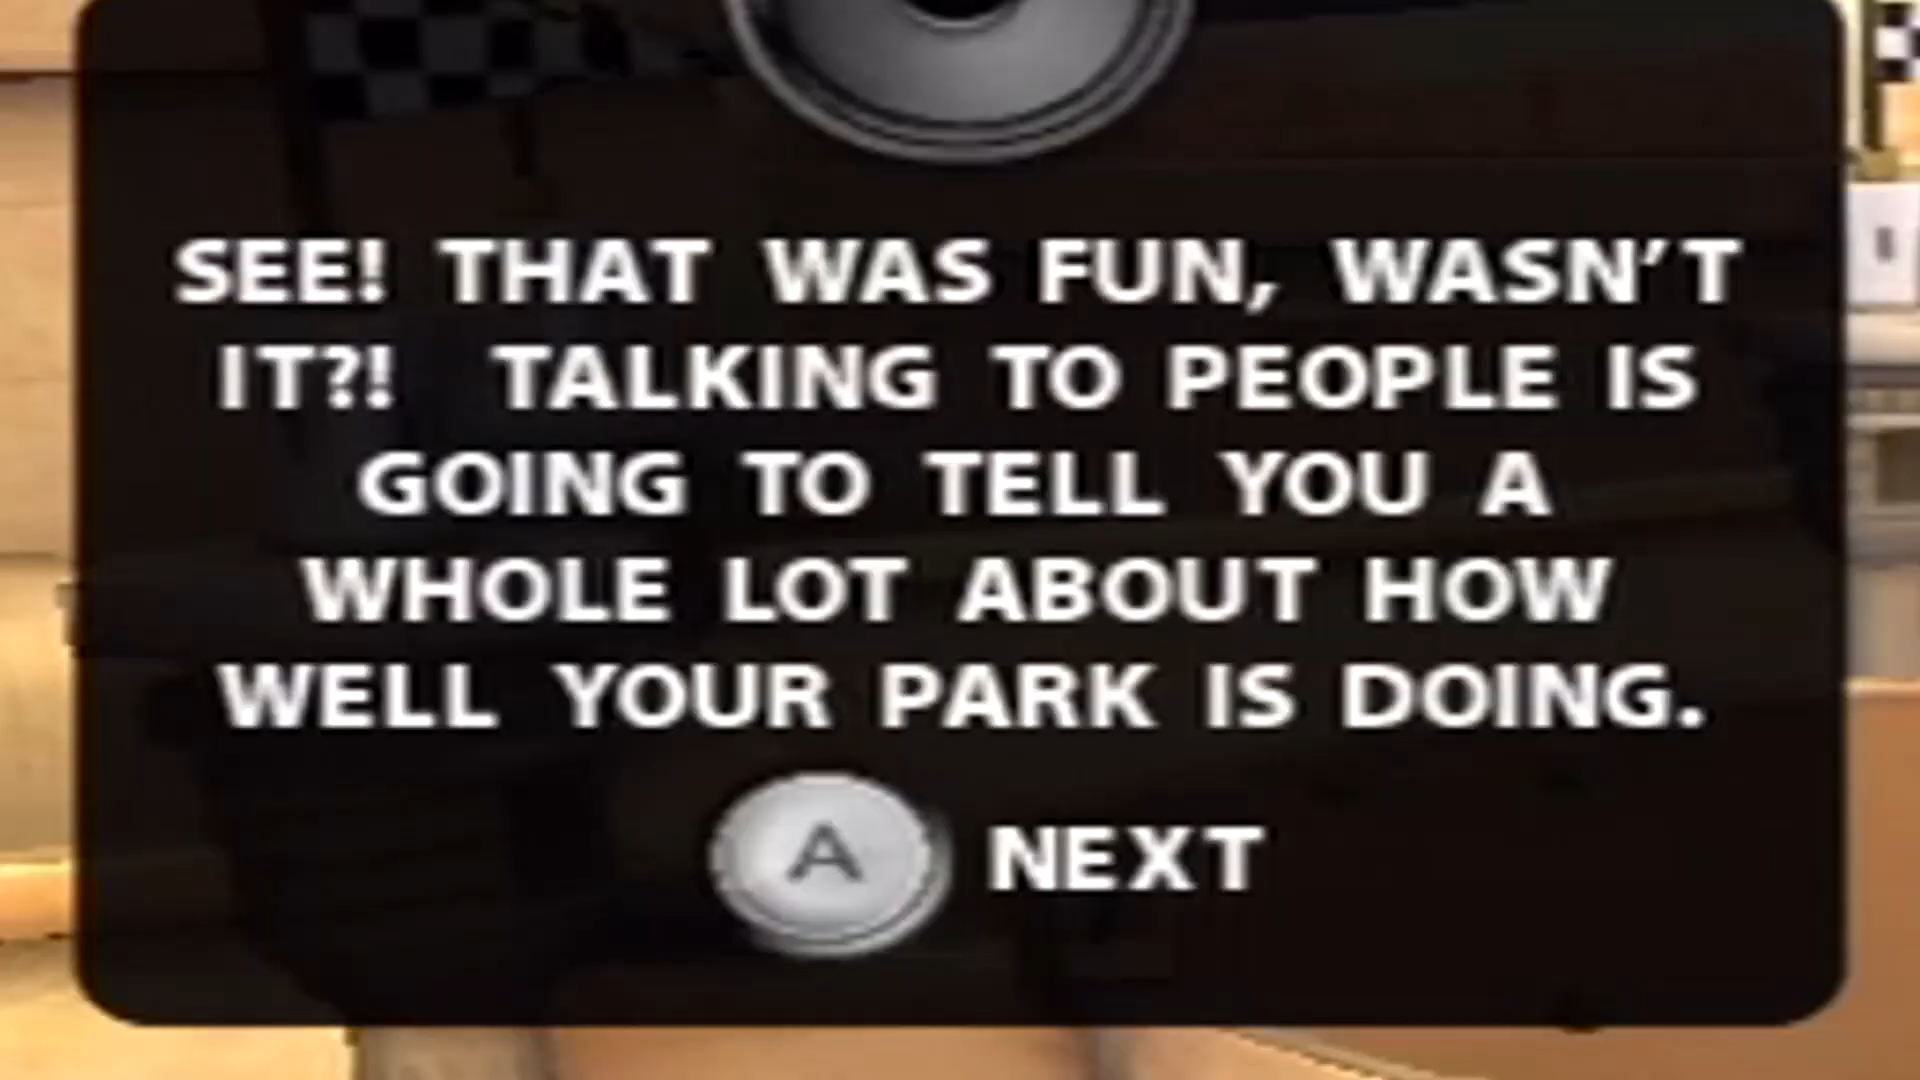 SEE! THAT WAS FUN, WASN'T
IT?! TALKING TO PEOPLE IS
GOING TO TELL YOU A
WHOLE LOT ABOUT HOW
WELL YOUR PARK IS DOING.
A NEXT